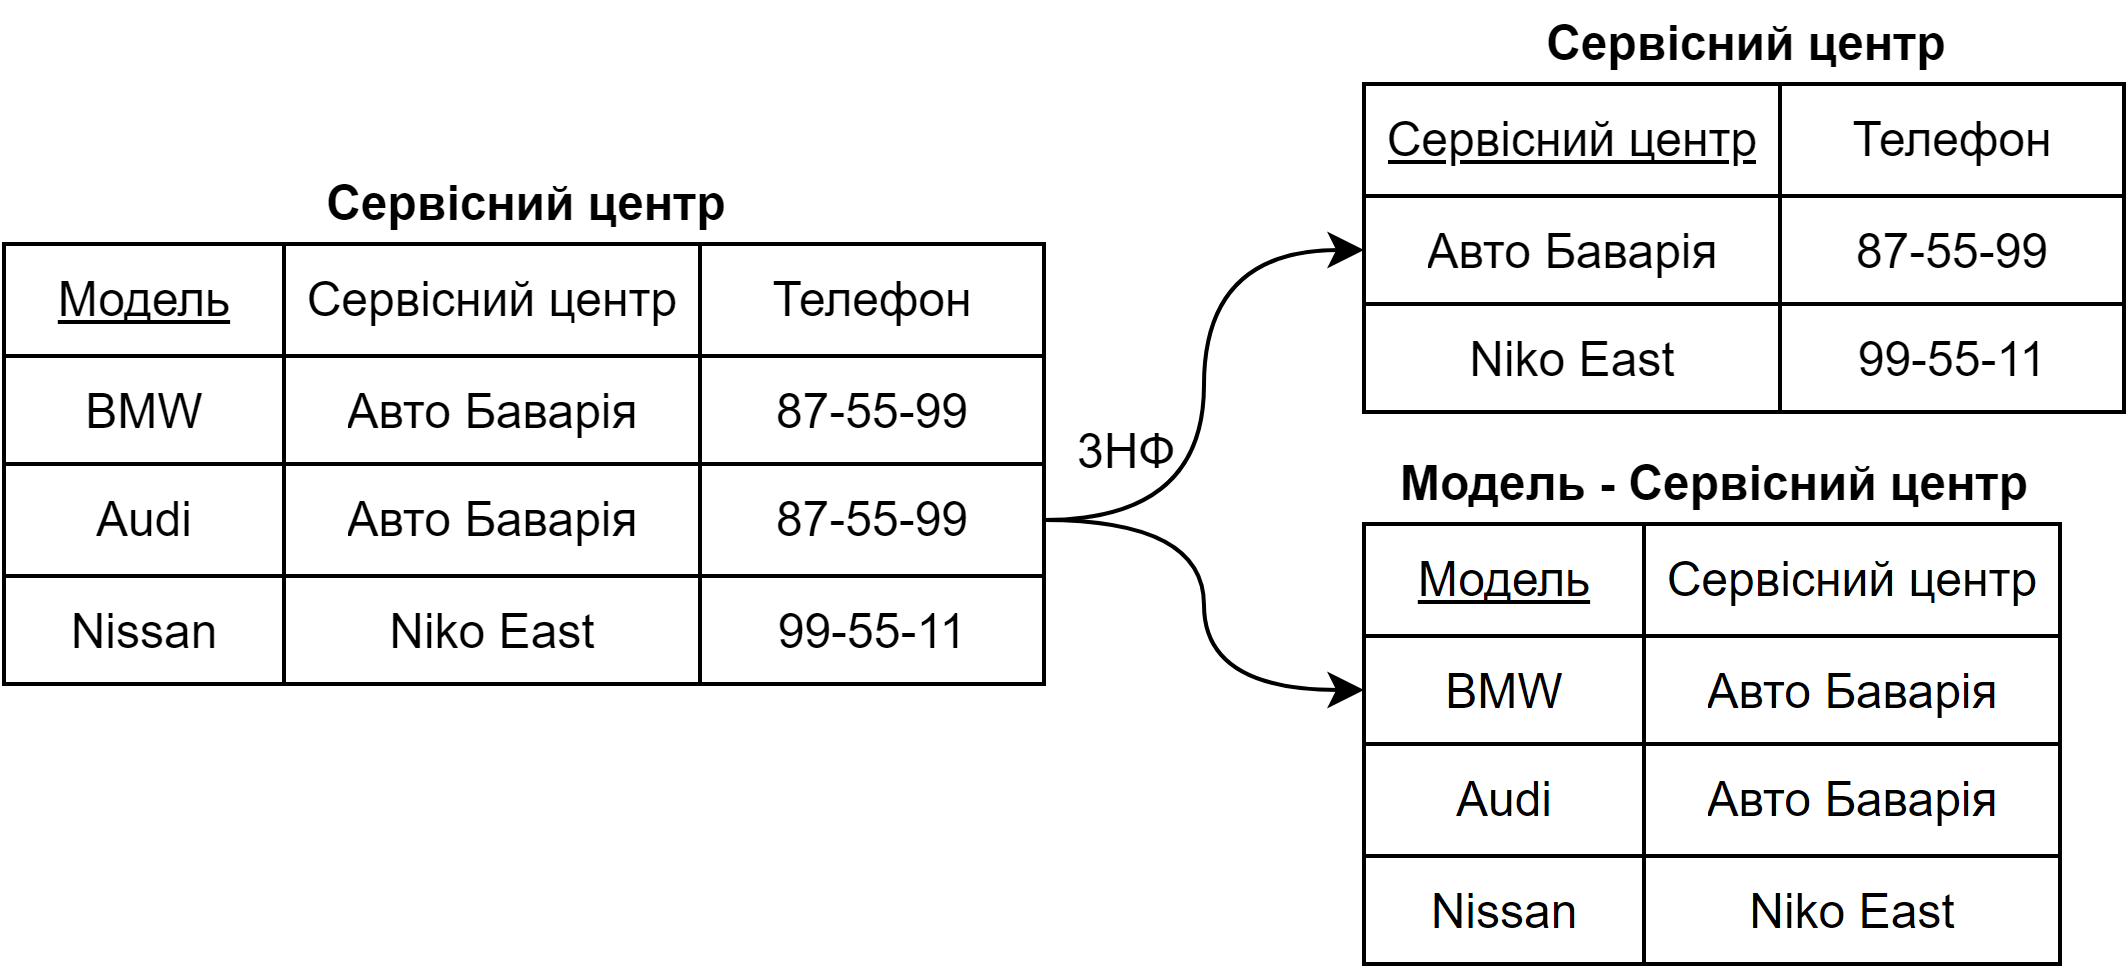 Сервісний центр
Модель Сервісний центр Телефон
BMW Авто Баварія 87-55-99
Audi Авто Баварія 87-55-99
Nissan Niko East 99-55-11
3НФ
Сервісний центр
Сервісний центр Телефон
Авто Баварія 87-55-99
Niko East 99-55-11
Модель - Сервісний центр
Модель Сервісний центр
BMW Авто Баварія
Audi Авто Баварія
Nissan Niko East